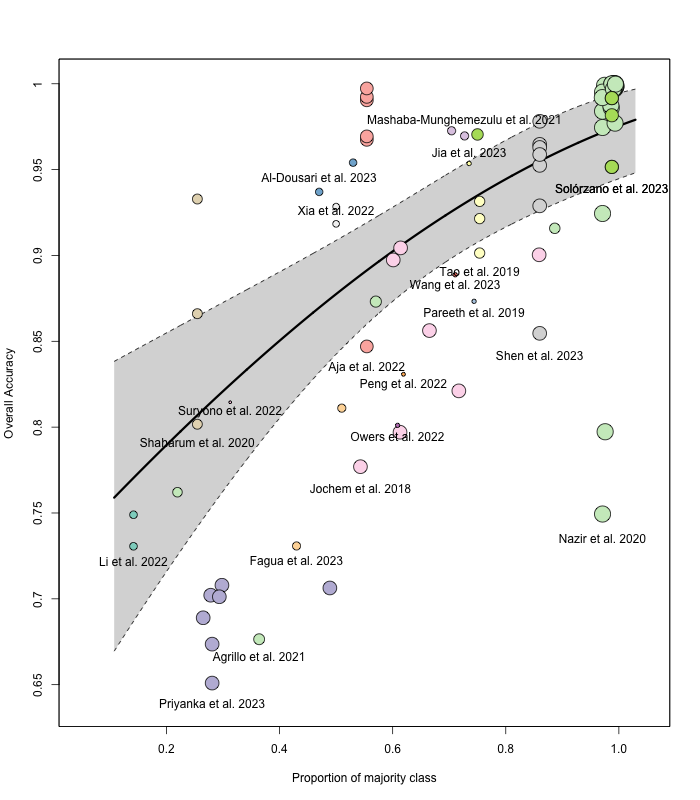 1
0.95
0.9
0.85
0.8
0.75
0.7
0.65
Overall Accuracy
Mashaba-Munghemezulu et al. 2021
Jia et al. 2023
Al-Dousari et al. 2023
Solórzano et al. 2023
Xia et al. 2022
Tao et al. 2019
Wang et al. 2023
Pareeth et al. 2019
Shen et al. 2023
Aja et al. 2022
Peng et al. 2022
Suryono et al. 2022
Owers et al. 2022
Shaharum et al. 2020
Jochem et al. 2018
Nazir et al. 2020
Li et al. 2022
Fagua et al. 2023
Agrillo et al. 2021
Priyanka et al. 2023
0.2
0.4
0.6
0.8
1.0
Proportion of majority class